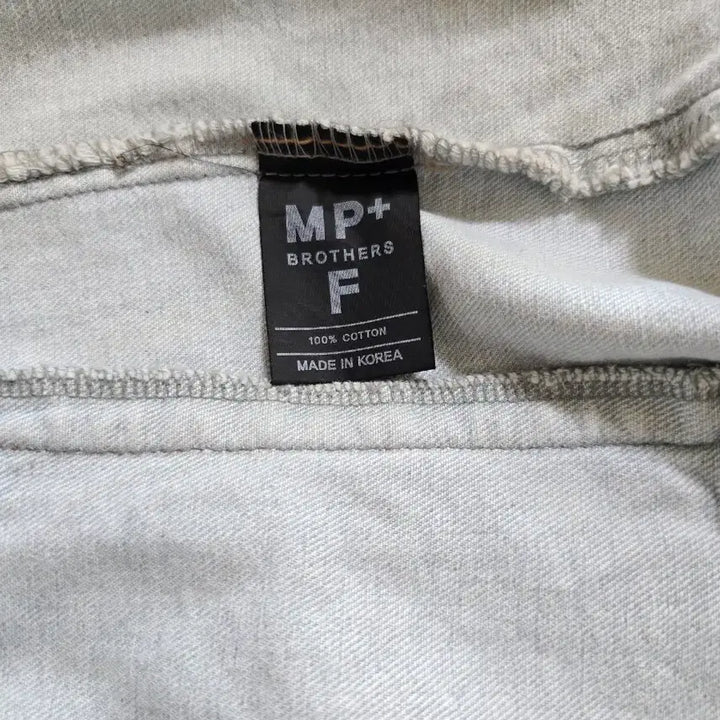 MP+
BROTHERS
F
100% COTTON
MADE IN KOREA